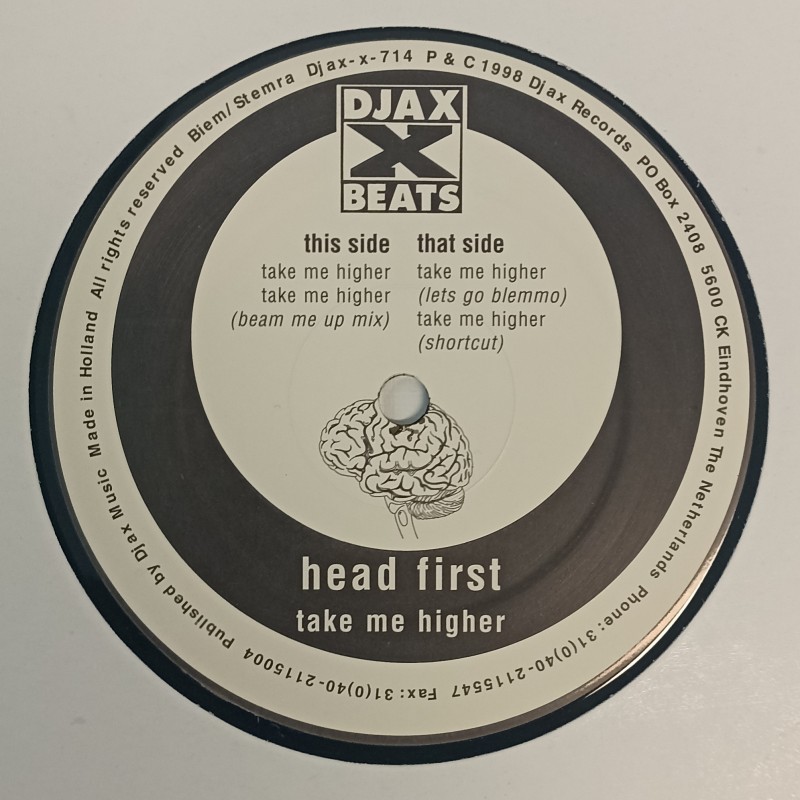 Made in Holland All rights reserved Biem/Stemra Djax-x-714 P & C 1998 Djax Records PO Box 2408 5600 CK Eindhoven The Netherlands Phone: 31(0)40-2115547 Fax: 31(0)40-2115004 Published by Djax Music
DJAX
X
BEATS
this side
take me higher
take me higher
(beam me up mix)
that side
take me higher
(lets go blemmo)
take me higher
(shortcut)
head first
take me higher